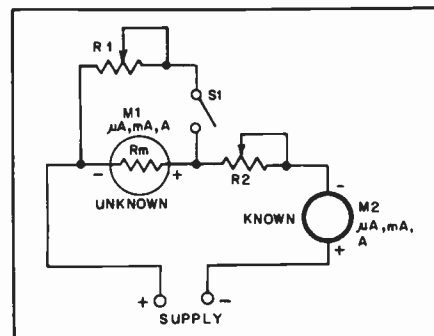 R1
S1
M1
μA, mA, A
Rm
- +
UNKNOWN
R2
-
KNOWN
M2
μA, mA,
A
+
+ -
SUPPLY